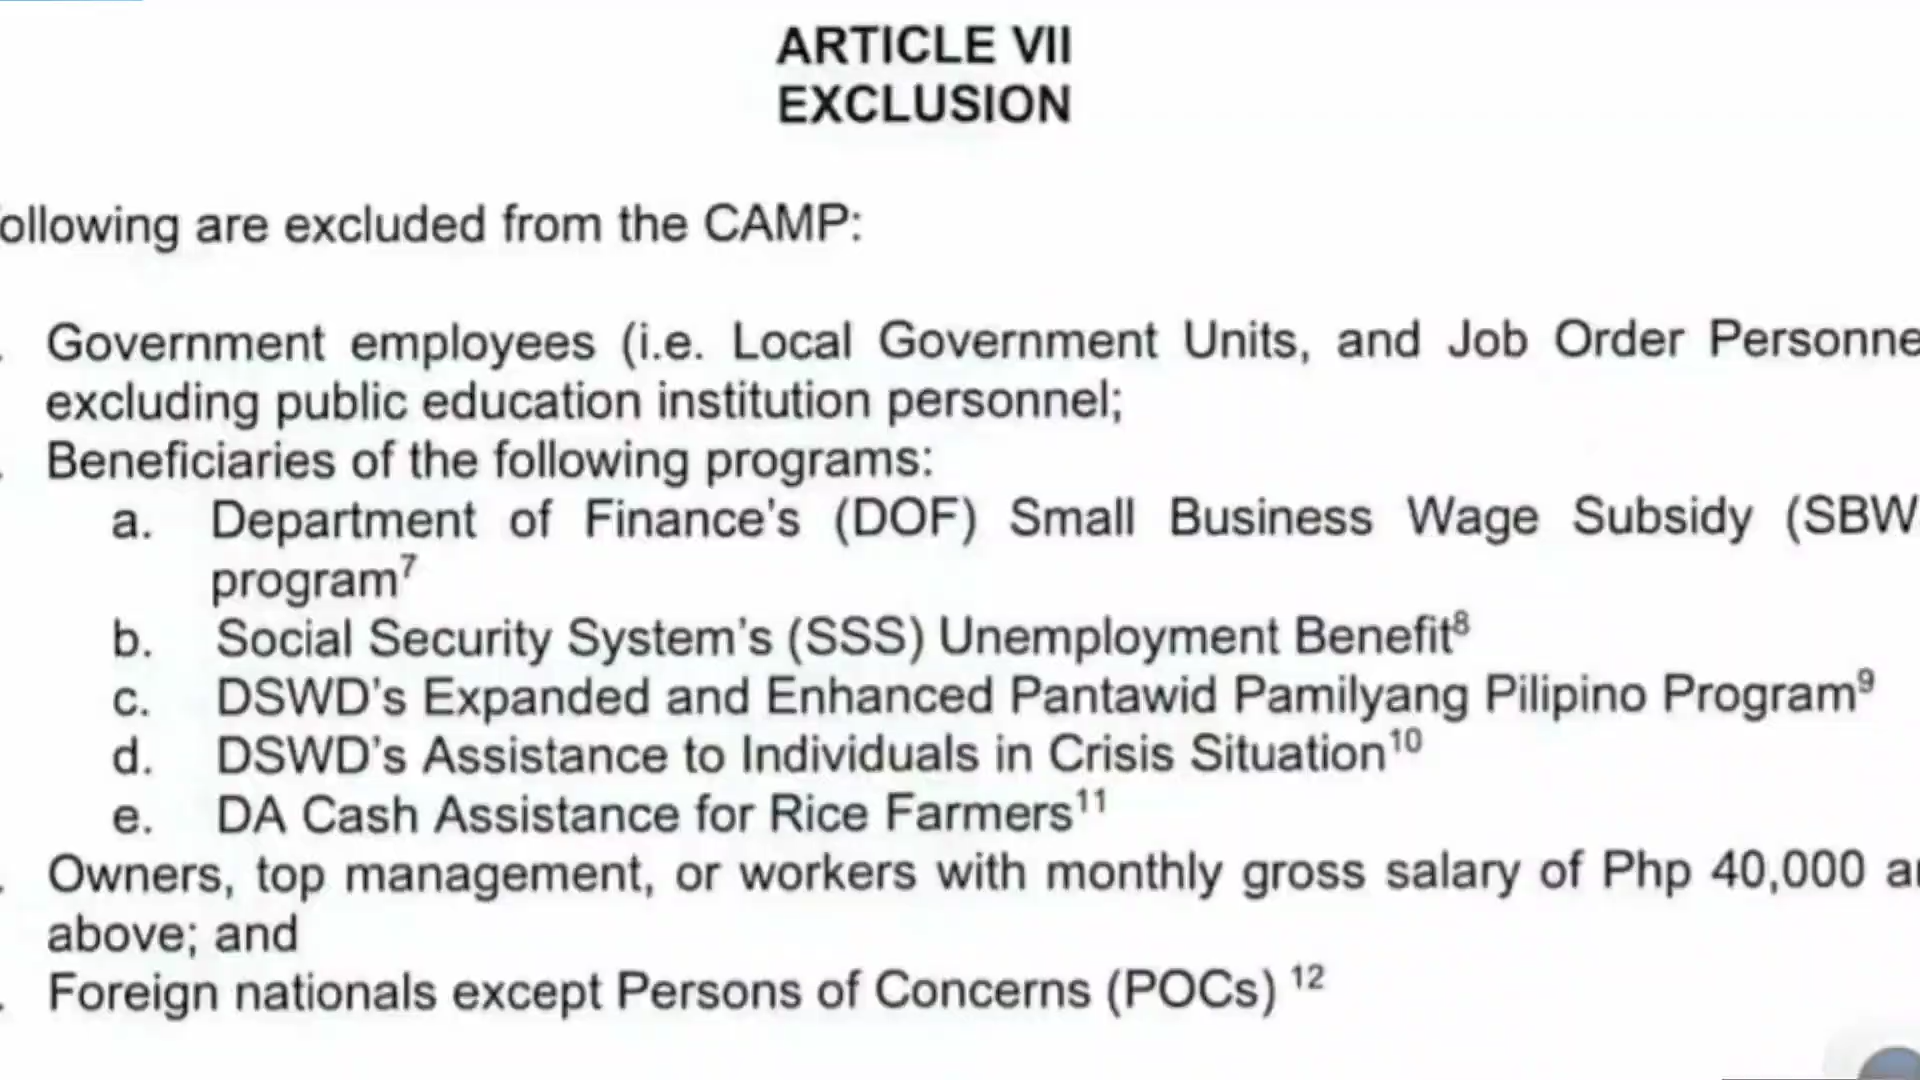 ARTICLE VII
EXCLUSION
ollowing are excluded from the CAMP:
Government employees (i.e. Local Government Units, and Job Order Personne
excluding public education institution personnel;
Beneficiaries of the following programs:
a. Department of Finance's (DOF) Small Business Wage Subsidy (SBW
program⁷
b. Social Security System's (SSS) Unemployment Benefit⁸
c. DSWD's Expanded and Enhanced Pantawid Pamilyang Pilipino Program⁹
d. DSWD's Assistance to Individuals in Crisis Situation¹⁰
e. DA Cash Assistance for Rice Farmers¹¹
Owners, top management, or workers with monthly gross salary of Php 40,000 a
above; and
Foreign nationals except Persons of Concerns (POCs) ¹²